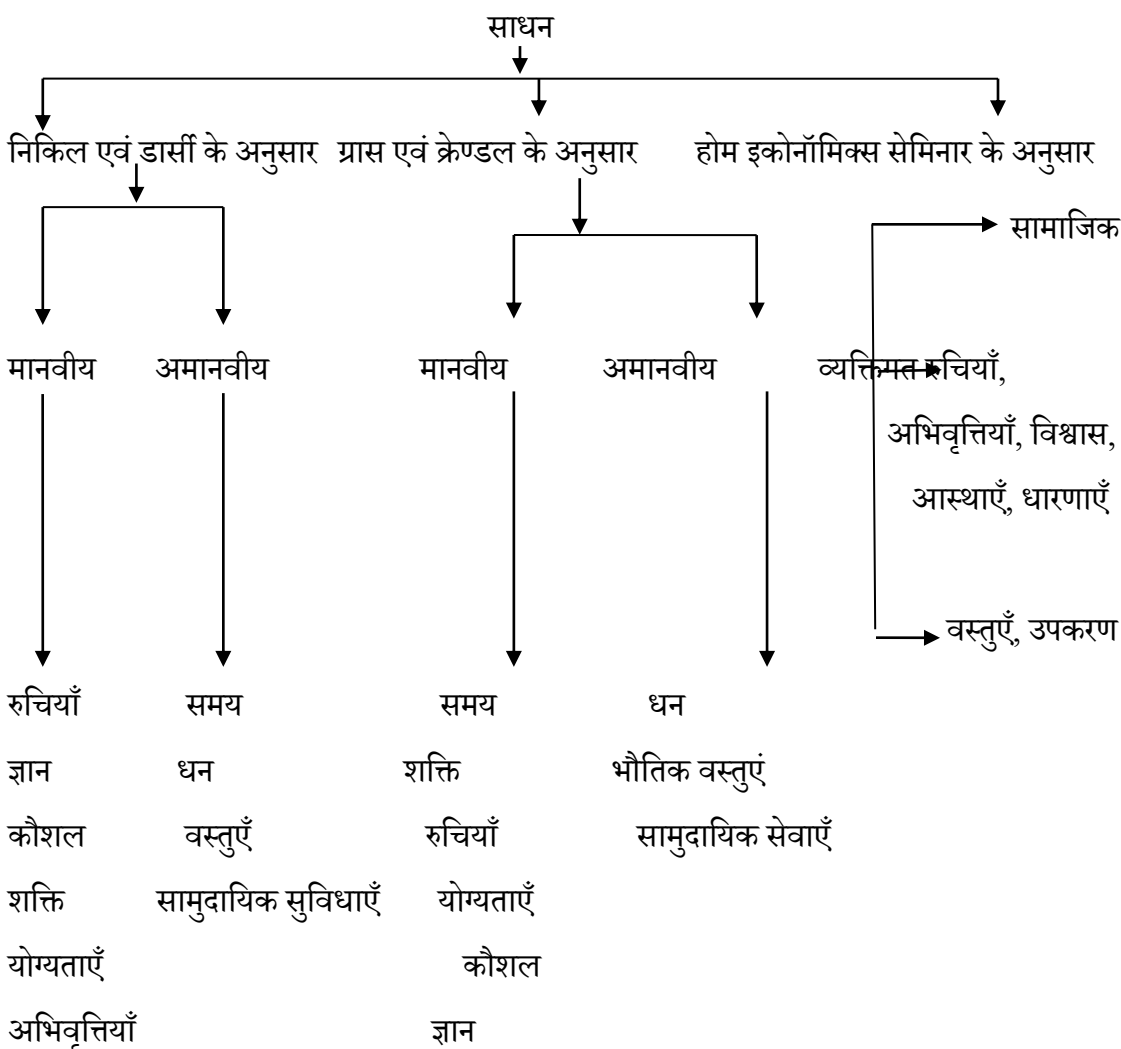 साधन
निकिल एवं डार्सी के अनुसार ग्रास एवं क्रेण्डल के अनुसार होम इकोनॉमिक्स सेमिनार के अनुसार
सामाजिक
मानवीय अमानवीय मानवीय अमानवीय व्यक्तिगत रुचियाँ,
अभिवृत्तियाँ, विश्वास,
आस्थाएँ, धारणाएँ
वस्तुएँ, उपकरण
रुचियाँ समय समय धन
ज्ञान धन शक्ति भौतिक वस्तुएं
कौशल वस्तुएँ रुचियाँ सामुदायिक सेवाएँ
शक्ति सामुदायिक सुविधाएँ योग्यताएँ
योग्यताएँ कौशल
अभिवृत्तियाँ ज्ञान